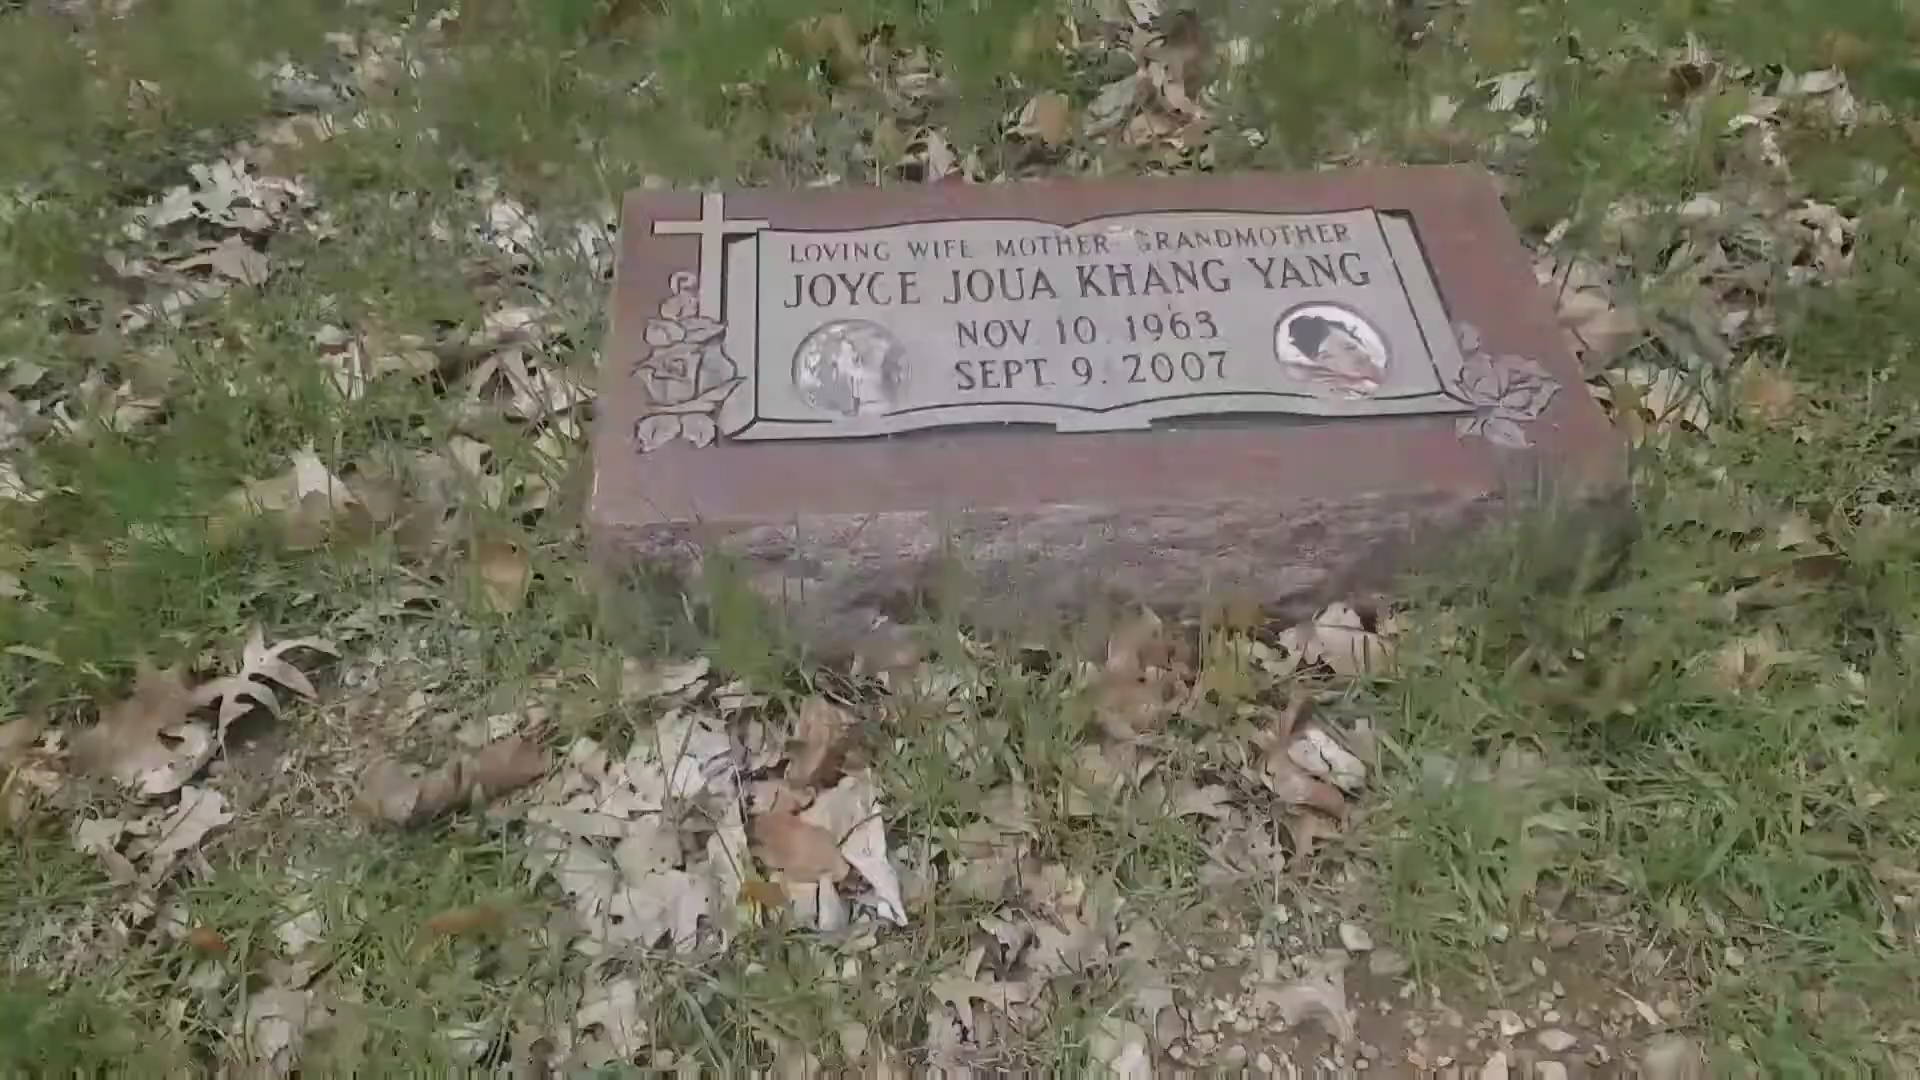 LOVING WIFE MOTHER GRANDMOTHER
JOYCE JOUA KHANG YANG
NOV 10. 1963
SEPT. 9. 2007